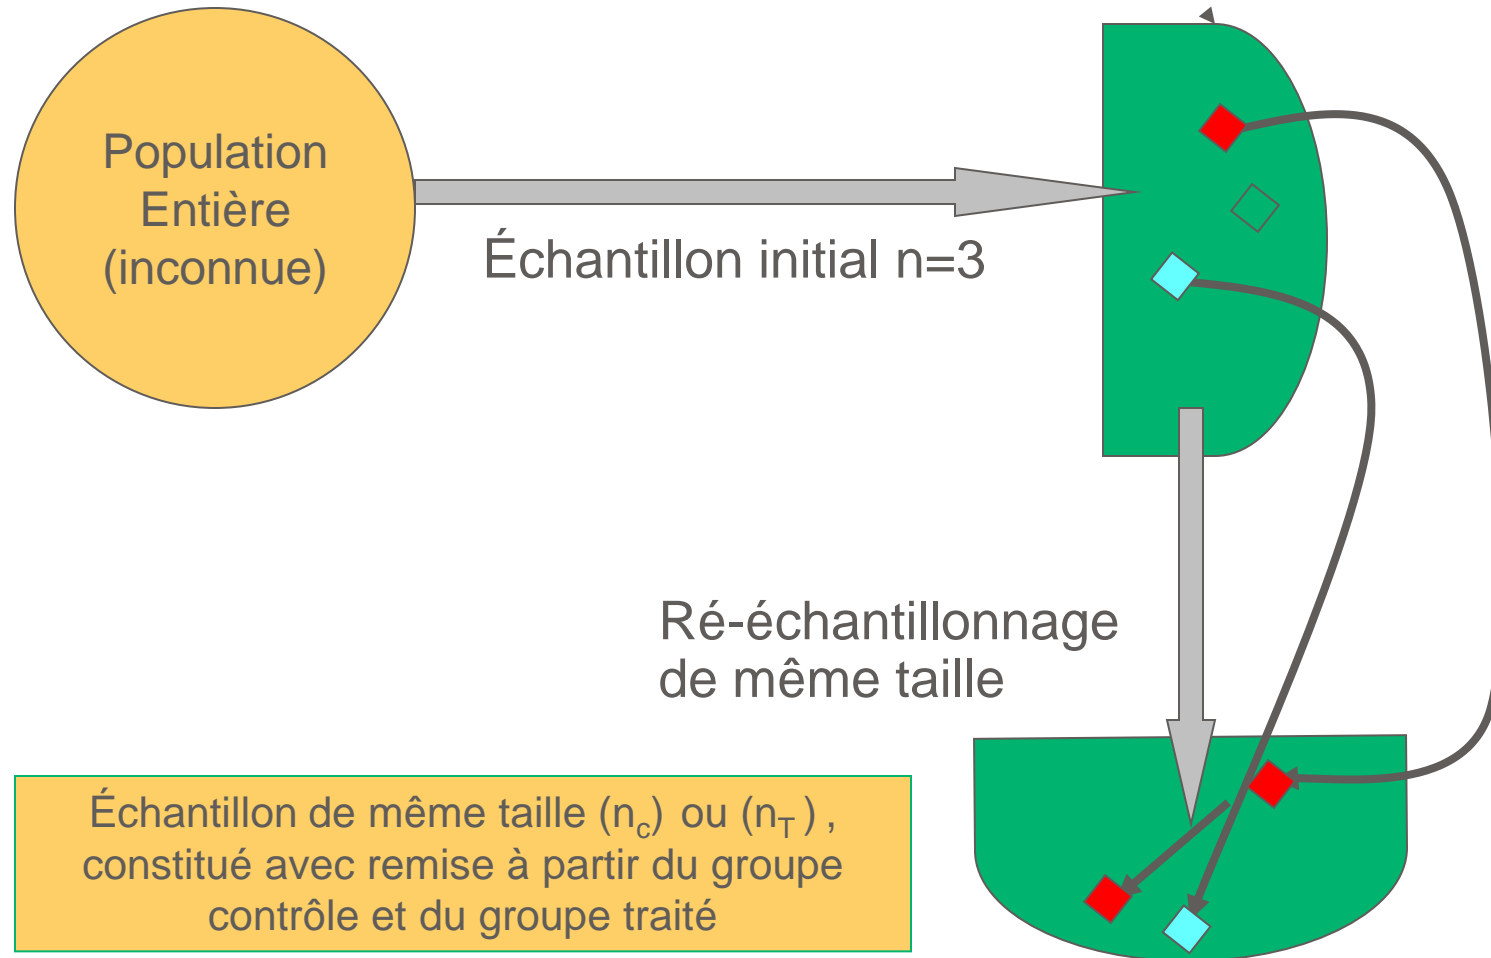 Population
Entière
(inconnue)
Échantillon initial n=3
Ré-échantillonnage
de même taille
Échantillon de même taille (nc) ou (nT ) ,
constitué avec remise à partir du groupe
contrôle et du groupe traité